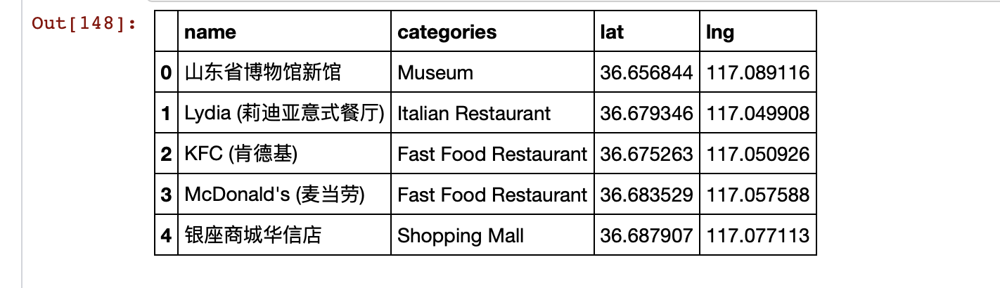 Out[148]:
name categories lat lng
0 山东省博物馆新馆 Museum 36.656844 117.089116
1 Lydia (莉迪亚意式餐厅) Italian Restaurant 36.679346 117.049908
2 KFC (肯德基) Fast Food Restaurant 36.675263 117.050926
3 McDonald's (麦当劳) Fast Food Restaurant 36.683529 117.057588
4 银座商城华信店 Shopping Mall 36.687907 117.077113